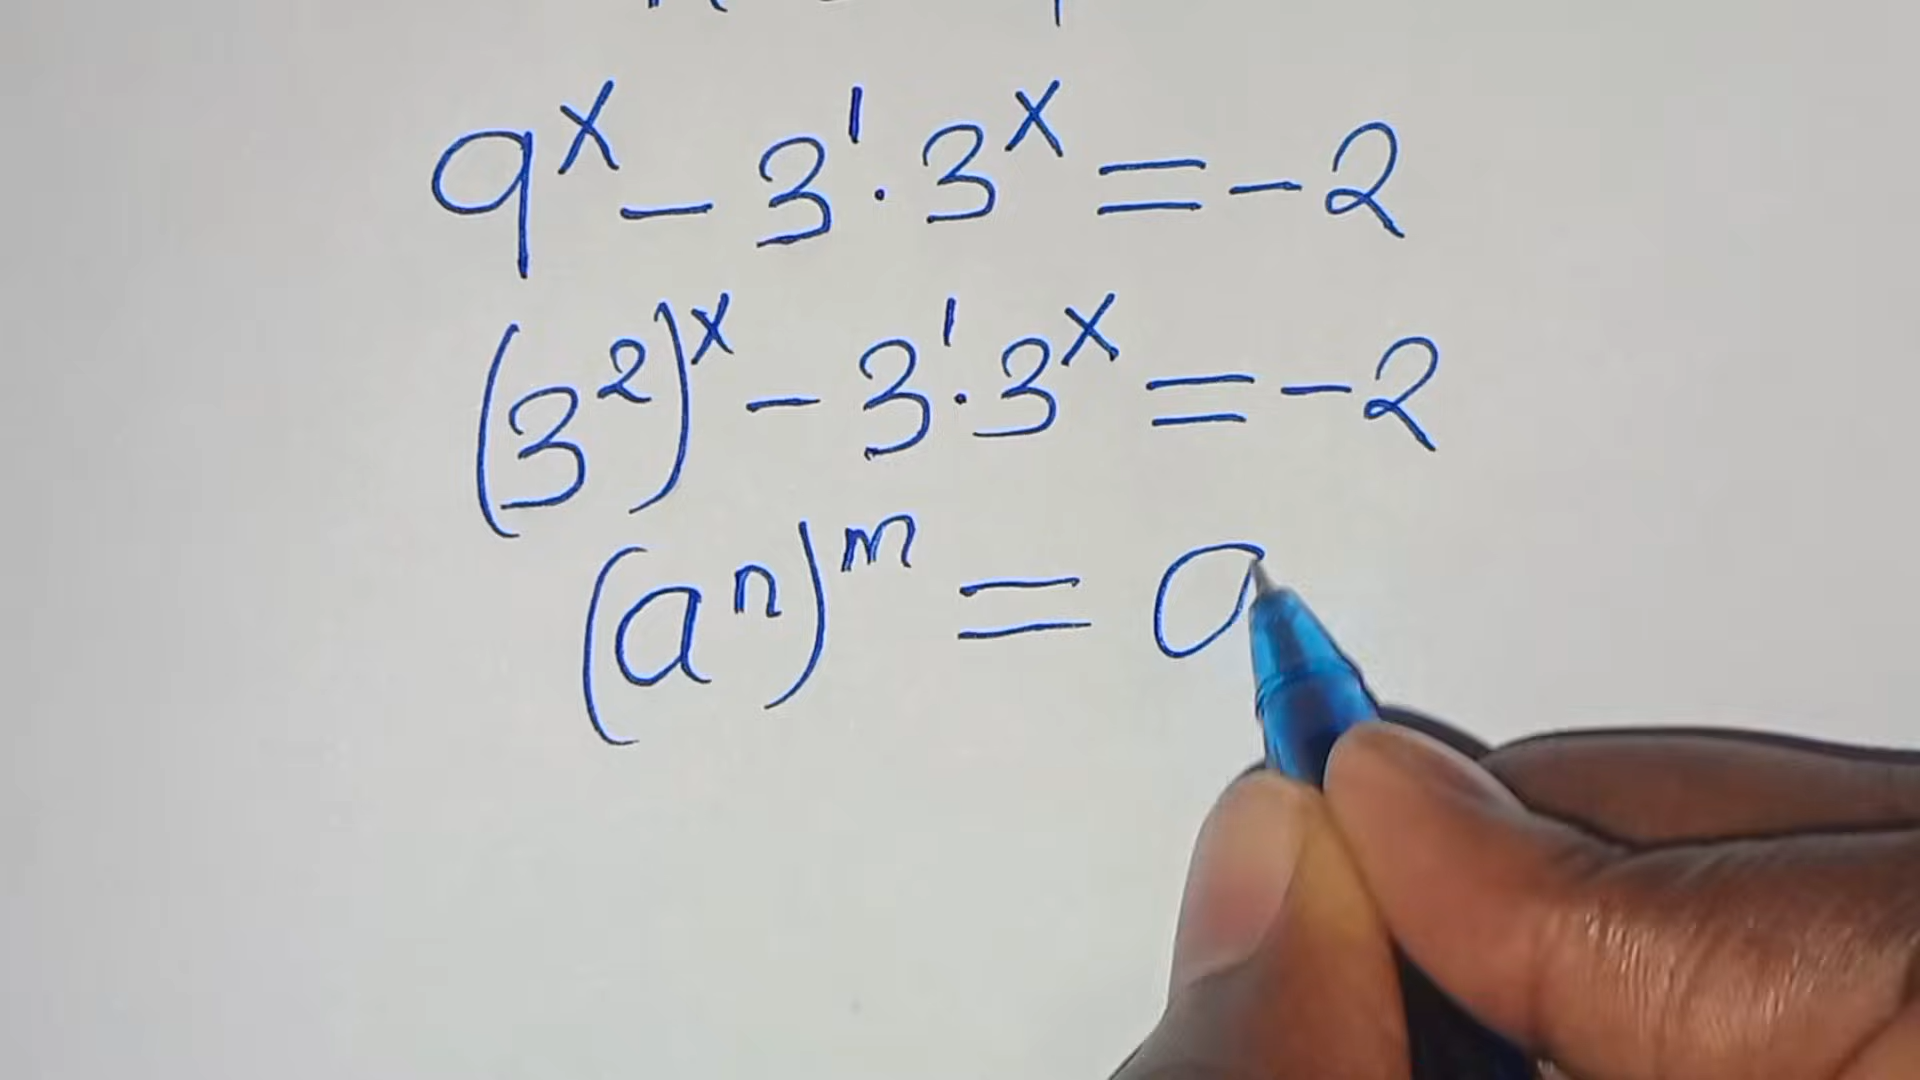 9^x - 3^1 · 3^x = -2
(3^2)^x - 3^1 · 3^x = -2
(a^n)^m = a